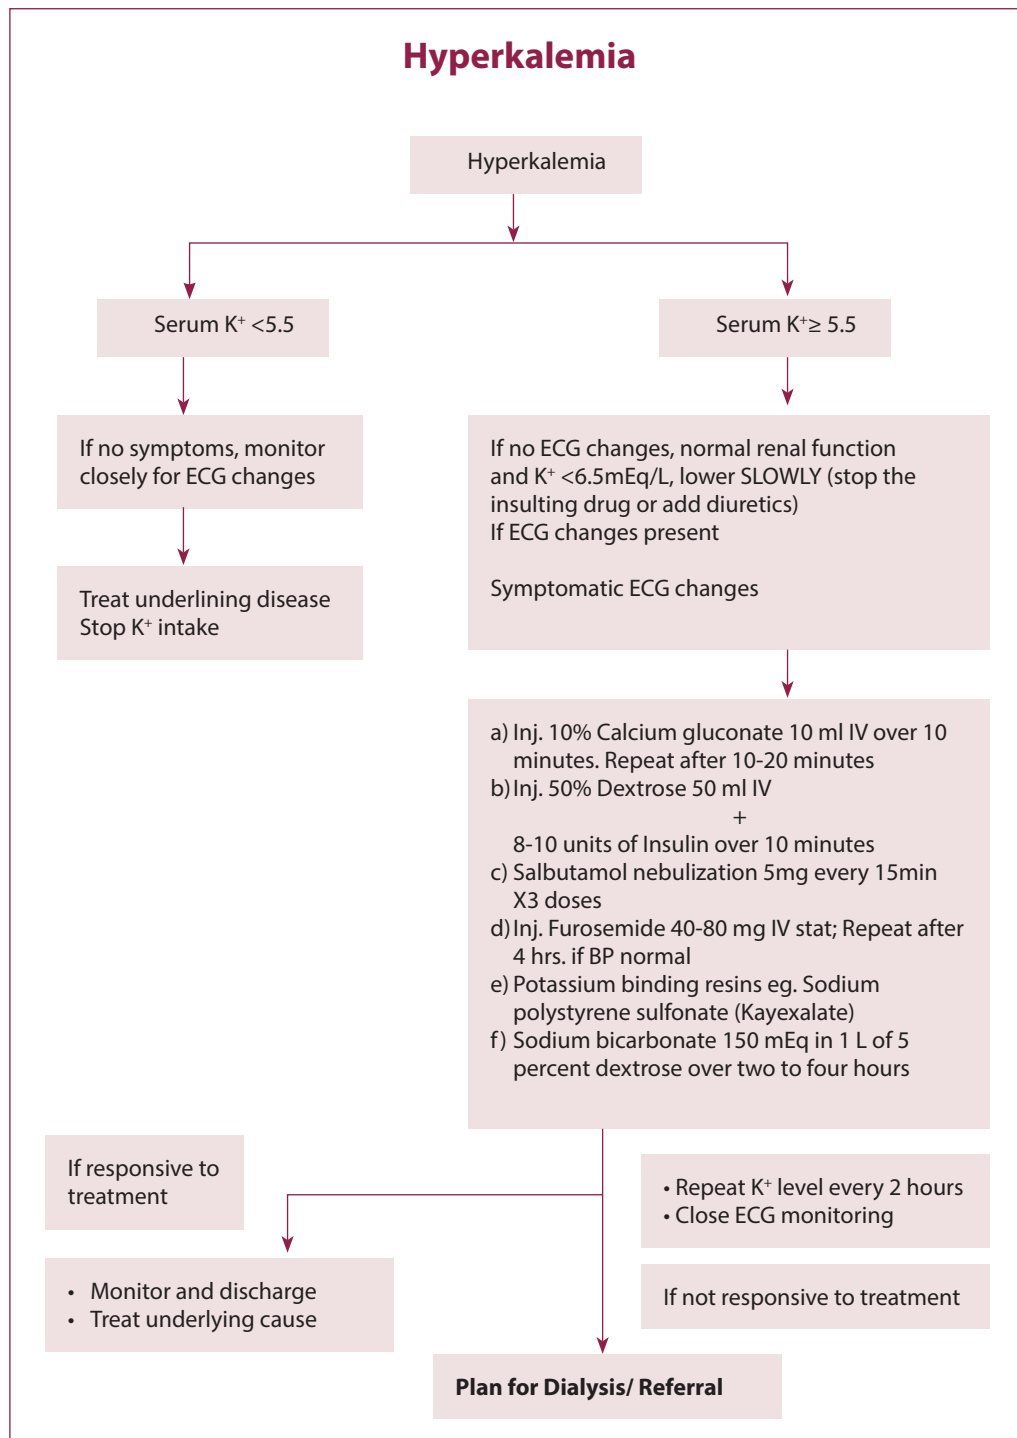 Hyperkalemia
Hyperkalemia
Serum K⁺ <5.5
Serum K⁺≥ 5.5
If no symptoms, monitor
closely for ECG changes
Treat underlining disease
Stop K⁺ intake
If no ECG changes, normal renal function
and K⁺ <6.5mEq/L, lower SLOWLY (stop the
insulting drug or add diuretics)
If ECG changes present
Symptomatic ECG changes
a) Inj. 10% Calcium gluconate 10 ml IV over 10
minutes. Repeat after 10-20 minutes
b) Inj. 50% Dextrose 50 ml IV
+
8-10 units of Insulin over 10 minutes
c) Salbutamol nebulization 5mg every 15min
X3 doses
d) Inj. Furosemide 40-80 mg IV stat; Repeat after
4 hrs. if BP normal
e) Potassium binding resins eg. Sodium
polystyrene sulfonate (Kayexalate)
f) Sodium bicarbonate 150 mEq in 1 L of 5
percent dextrose over two to four hours
If responsive to
treatment
• Monitor and discharge
• Treat underlying cause
• Repeat K⁺ level every 2 hours
• Close ECG monitoring
If not responsive to treatment
Plan for Dialysis/ Referral